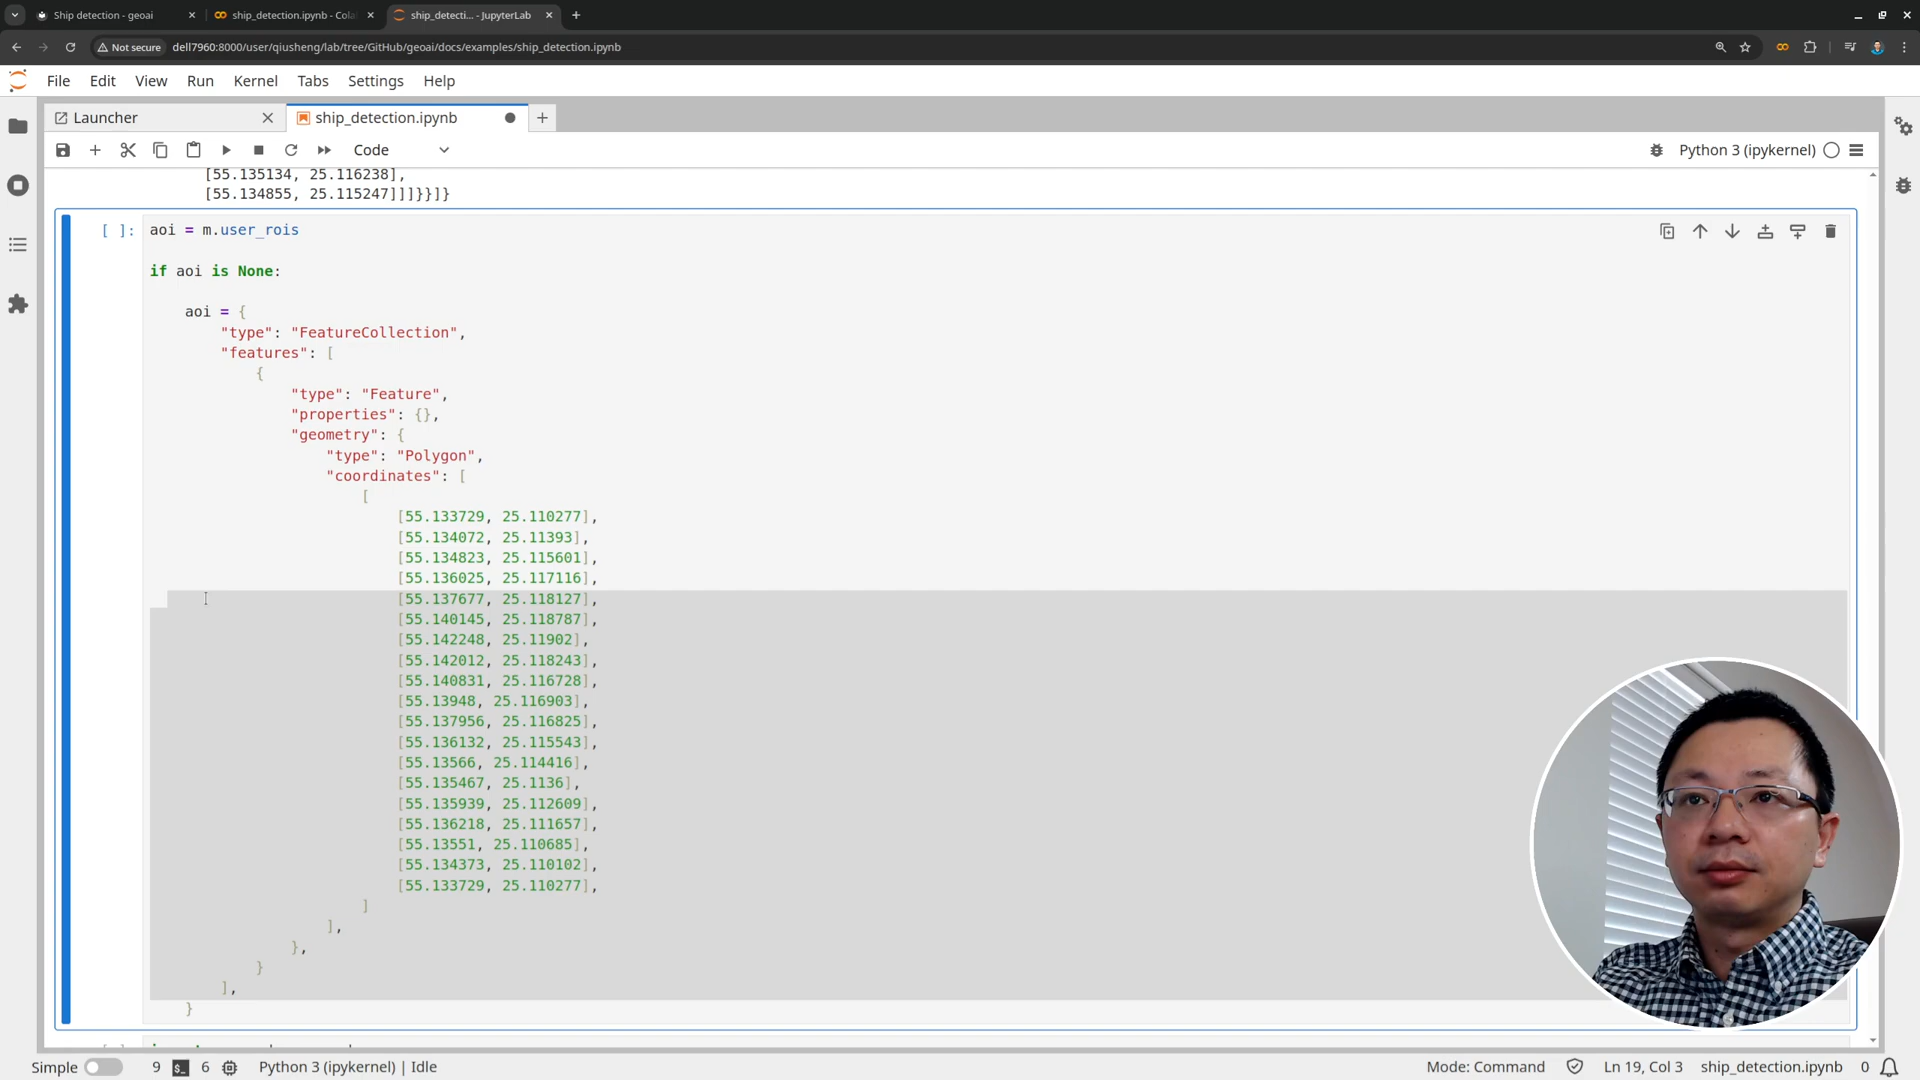 Ship detection - geoai
ship_detection.ipynb - Cola
ship_detecti... - JupyterLab
Not secure
dell7960:8000/user/qiusheng/lab/tree/GitHub/geoai/docs/examples/ship_detection.ipynb
File Edit View Run Kernel Tabs Settings Help
Launcher
ship_detection.ipynb
Code
Python 3 (ipykernel)
[55.135134, 25.116238],
[55.134855, 25.115247]]]}}]}
[ ]:
aoi = m.user_rois
if aoi is None:
aoi = {
"type": "FeatureCollection",
"features": [
{
"type": "Feature",
"properties": {},
"geometry": {
"type": "Polygon",
"coordinates": [
[
[55.133729, 25.110277],
[55.134072, 25.11393],
[55.134823, 25.115601],
[55.136025, 25.117116],
[55.137677, 25.118127],
[55.140145, 25.118787],
[55.142248, 25.11902],
[55.142012, 25.118243],
[55.140831, 25.116728],
[55.13948, 25.116903],
[55.137956, 25.116825],
[55.136132, 25.115543],
[55.13566, 25.114416],
[55.135467, 25.1136],
[55.135939, 25.112609],
[55.136218, 25.111657],
[55.13551, 25.110685],
[55.134373, 25.110102],
[55.133729, 25.110277],
]
],
},
}
],
}
Simple
9
6
Python 3 (ipykernel) | Idle
Mode: Command
Ln 19, Col 3
ship_detection.ipynb
0